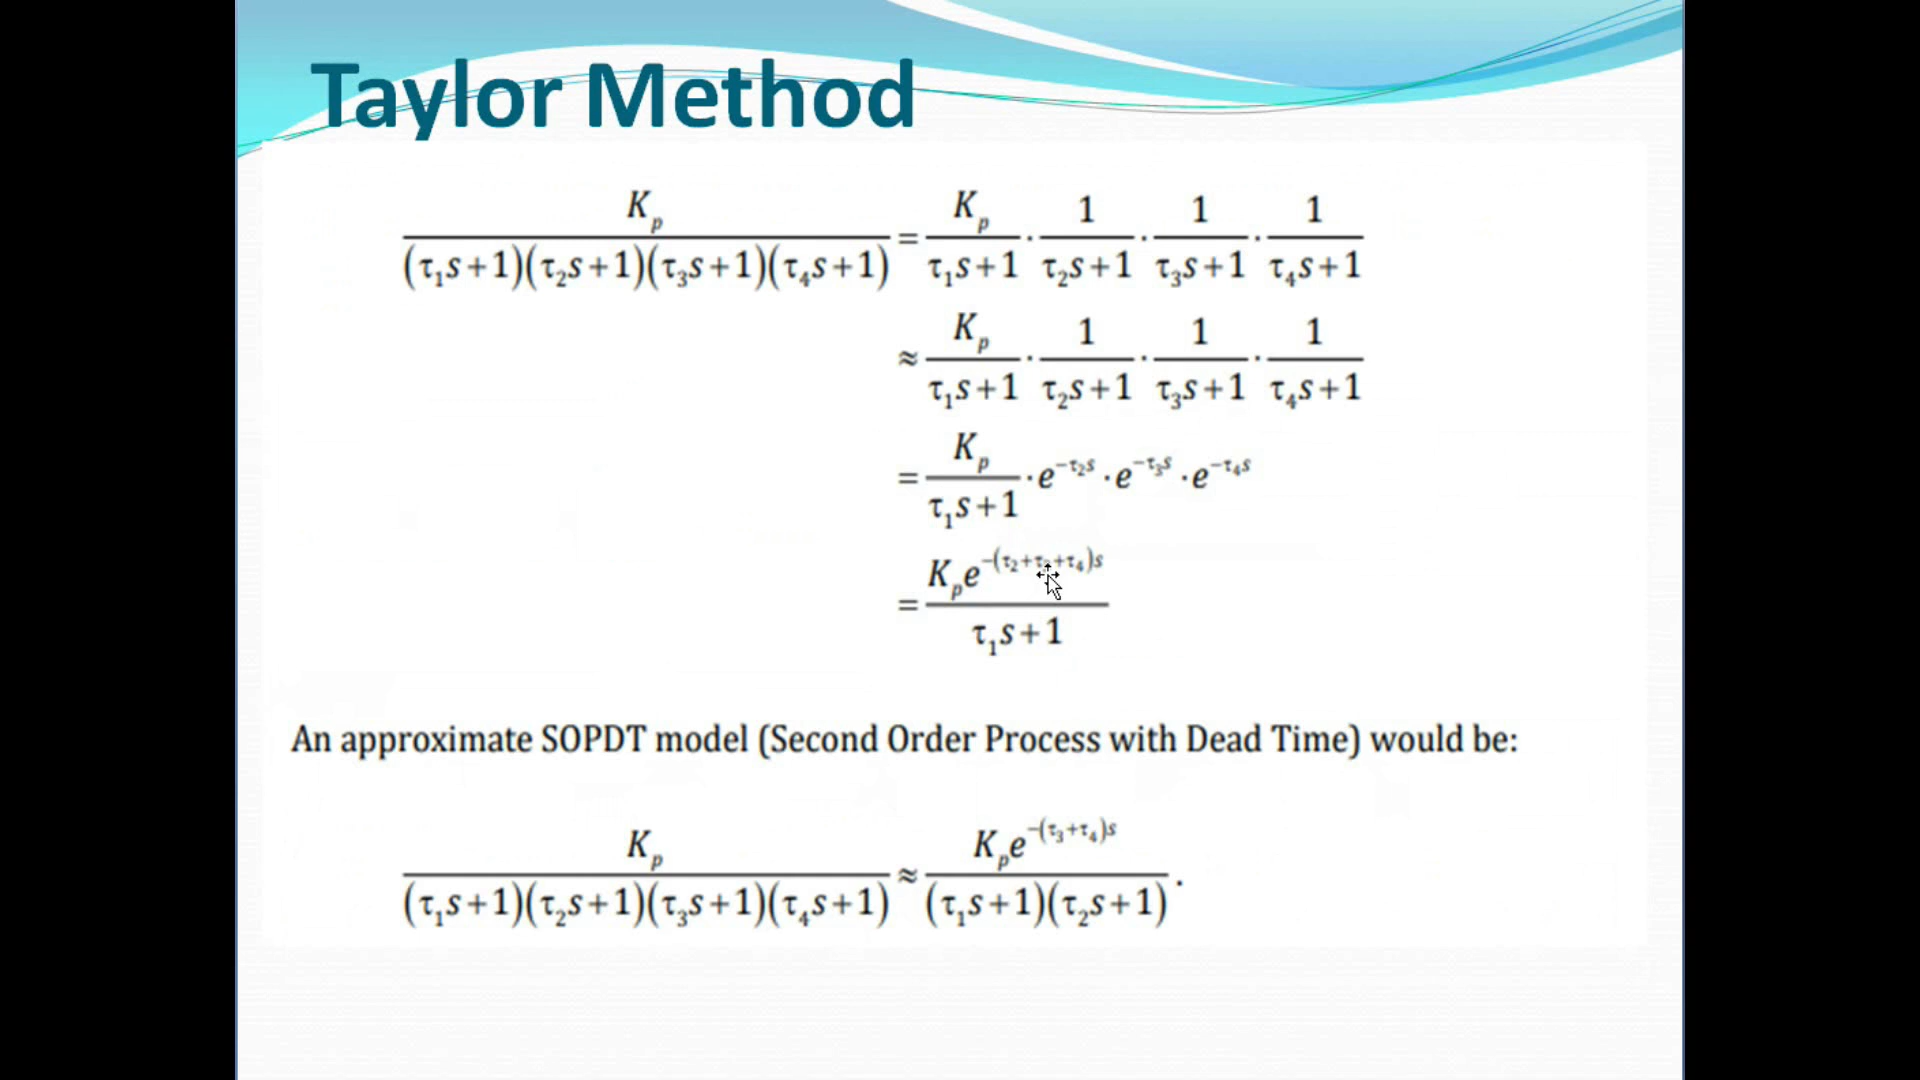 Taylor Method
K_p / ((τ₁s+1)(τ₂s+1)(τ₃s+1)(τ₄s+1)) = K_p / (τ₁s+1) · 1 / (τ₂s+1) · 1 / (τ₃s+1) · 1 / (τ₄s+1)
≈ K_p / (τ₁s+1) · 1 / (τ₂s+1) · 1 / (τ₃s+1) · 1 / (τ₄s+1)
= K_p / (τ₁s+1) · e^(−τ₂s) · e^(−τ₃s) · e^(−τ₄s)
= K_p e^(−(τ₂+τ₃+τ₄)s) / (τ₁s+1)
An approximate SOPDT model (Second Order Process with Dead Time) would be:
K_p / ((τ₁s+1)(τ₂s+1)(τ₃s+1)(τ₄s+1)) ≈ K_p e^(−(τ₃+τ₄)s) / ((τ₁s+1)(τ₂s+1)).